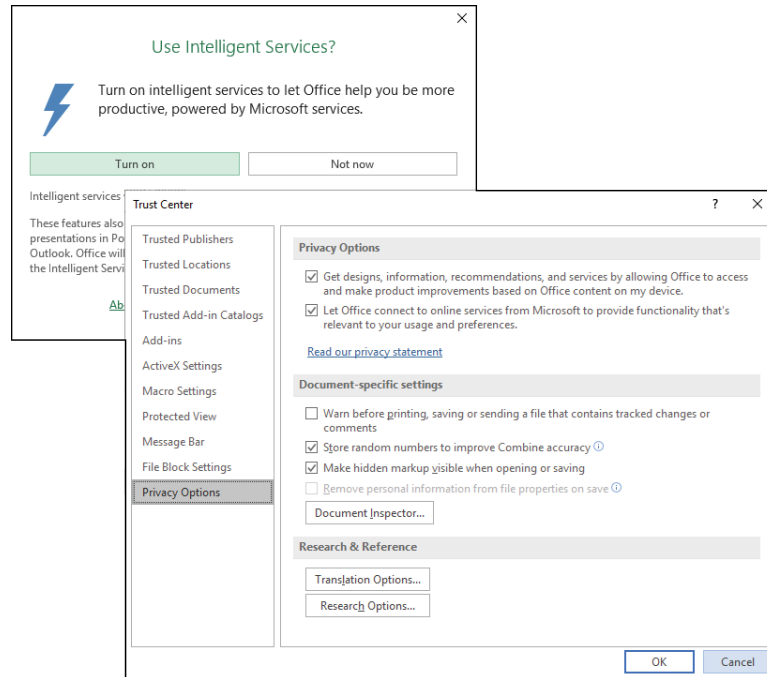 Use Intelligent Services?
Turn on intelligent services to let Office help you be more
productive, powered by Microsoft services.
Turn on
Not now
Intelligent services
These features also
presentations in Po
Outlook. Office will
the Intelligent Servi
Ab
Trust Center
?
Trusted Publishers
Trusted Locations
Trusted Documents
Trusted Add-in Catalogs
Add-ins
ActiveX Settings
Macro Settings
Protected View
Message Bar
File Block Settings
Privacy Options
Privacy Options
Get designs, information, recommendations, and services by allowing Office to access
and make product improvements based on Office content on my device.
Let Office connect to online services from Microsoft to provide functionality that's
relevant to your usage and preferences.
Read our privacy statement
Document-specific settings
Warn before printing, saving or sending a file that contains tracked changes or
comments
Store random numbers to improve Combine accuracy
Make hidden markup visible when opening or saving
Remove personal information from file properties on save
Document Inspector...
Research & Reference
Translation Options...
Research Options...
OK
Cancel